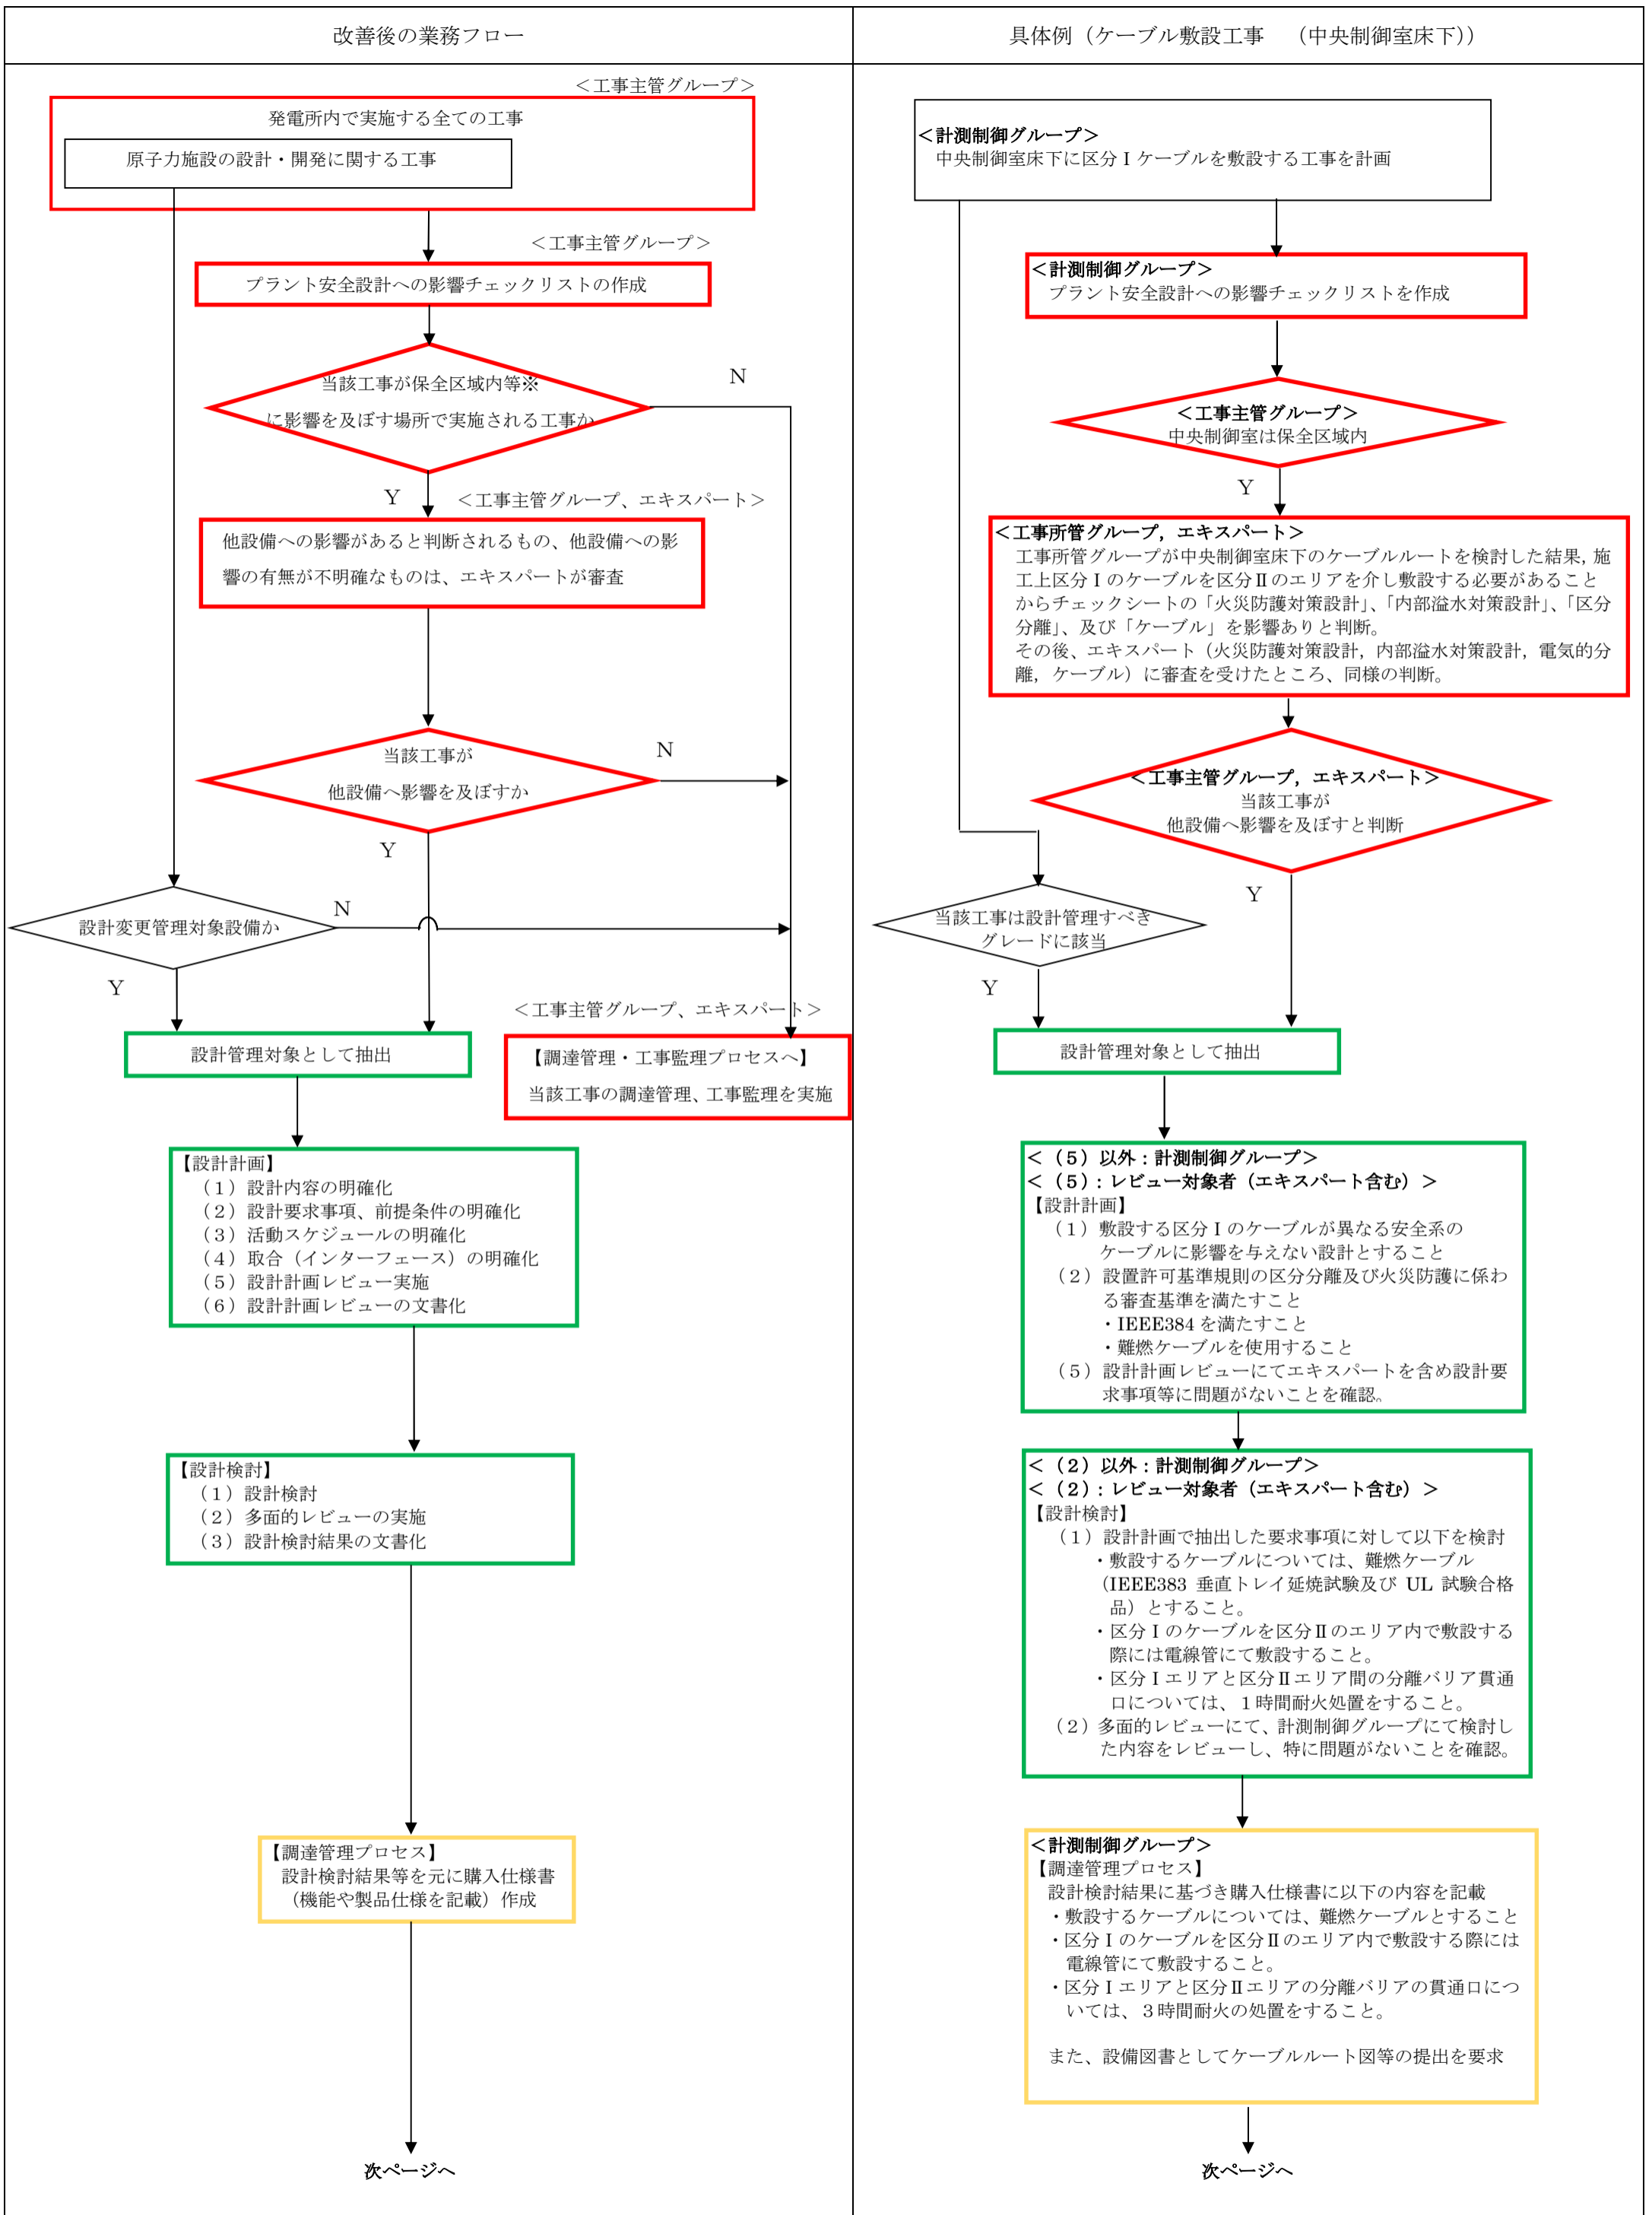 改善後の業務フロー
＜工事主管グループ＞
発電所内で実施する全ての工事
原子力施設の設計・開発に関する工事
＜工事主管グループ＞
プラント安全設計への影響チェックリストの作成
当該工事が保全区域内等※
に影響を及ぼす場所で実施される工事か
N
Y
＜工事主管グループ、エキスパート＞
他設備への影響があると判断されるもの、他設備への影
響の有無が不明確なものは、エキスパートが審査
当該工事が
他設備へ影響を及ぼすか
N
Y
設計変更管理対象設備か
N
Y
＜工事主管グループ、エキスパート＞
設計管理対象として抽出
【調達管理・工事監理プロセスへ】
当該工事の調達管理、工事監理を実施
【設計計画】
（１）設計内容の明確化
（２）設計要求事項、前提条件の明確化
（３）活動スケジュールの明確化
（４）取合（インターフェース）の明確化
（５）設計計画レビュー実施
（６）設計計画レビューの文書化
【設計検討】
（１）設計検討
（２）多面的レビューの実施
（３）設計検討結果の文書化
【調達管理プロセス】
設計検討結果等を元に購入仕様書
（機能や製品仕様を記載）作成
次ページへ
具体例（ケーブル敷設工事　（中央制御室床下））
＜計測制御グループ＞
中央制御室床下に区分Ⅰケーブルを敷設する工事を計画
＜計測制御グループ＞
プラント安全設計への影響チェックリストを作成
＜工事主管グループ＞
中央制御室は保全区域内
Y
＜工事所管グループ，エキスパート＞
工事所管グループが中央制御室床下のケーブルルートを検討した結果，施
工上区分Ⅰのケーブルを区分Ⅱのエリアを介し敷設する必要があること
からチェックシートの「火災防護対策設計」、「内部溢水対策設計」、「区分
分離」、及び「ケーブル」を影響ありと判断。
その後、エキスパート（火災防護対策設計，内部溢水対策設計，電気的分
離，ケーブル）に審査を受けたところ、同様の判断。
＜工事主管グループ，エキスパート＞
当該工事が
他設備へ影響を及ぼすと判断
Y
当該工事は設計管理すべき
グレードに該当
Y
設計管理対象として抽出
＜（５）以外：計測制御グループ＞
＜（５）：レビュー対象者（エキスパート含む）＞
【設計計画】
（１）敷設する区分Ⅰのケーブルが異なる安全系の
ケーブルに影響を与えない設計とすること
（２）設置許可基準規則の区分分離及び火災防護に係わ
る審査基準を満たすこと
・IEEE384を満たすこと
・難燃ケーブルを使用すること
（５）設計計画レビューにてエキスパートを含め設計要
求事項等に問題がないことを確認。
＜（２）以外：計測制御グループ＞
＜（２）：レビュー対象者（エキスパート含む）＞
【設計検討】
（１）設計計画で抽出した要求事項に対して以下を検討
・敷設するケーブルについては、難燃ケーブル
（IEEE383 垂直トレイ延焼試験及び UL 試験合格
品）とすること。
・区分Ⅰのケーブルを区分Ⅱのエリア内で敷設する
際には電線管にて敷設すること。
・区分Ⅰエリアと区分Ⅱエリア間の分離バリア貫通
口については、１時間耐火処置をすること。
（２）多面的レビューにて、計測制御グループにて検討し
た内容をレビューし、特に問題がないことを確認。
＜計測制御グループ＞
【調達管理プロセス】
設計検討結果に基づき購入仕様書に以下の内容を記載
・敷設するケーブルについては、難燃ケーブルとすること
・区分Ⅰのケーブルを区分Ⅱのエリア内で敷設する際には
電線管にて敷設すること。
・区分Ⅰエリアと区分Ⅱエリアの分離バリアの貫通口につ
いては、３時間耐火の処置をすること。
また、設備図書としてケーブルルート図等の提出を要求
次ページへ